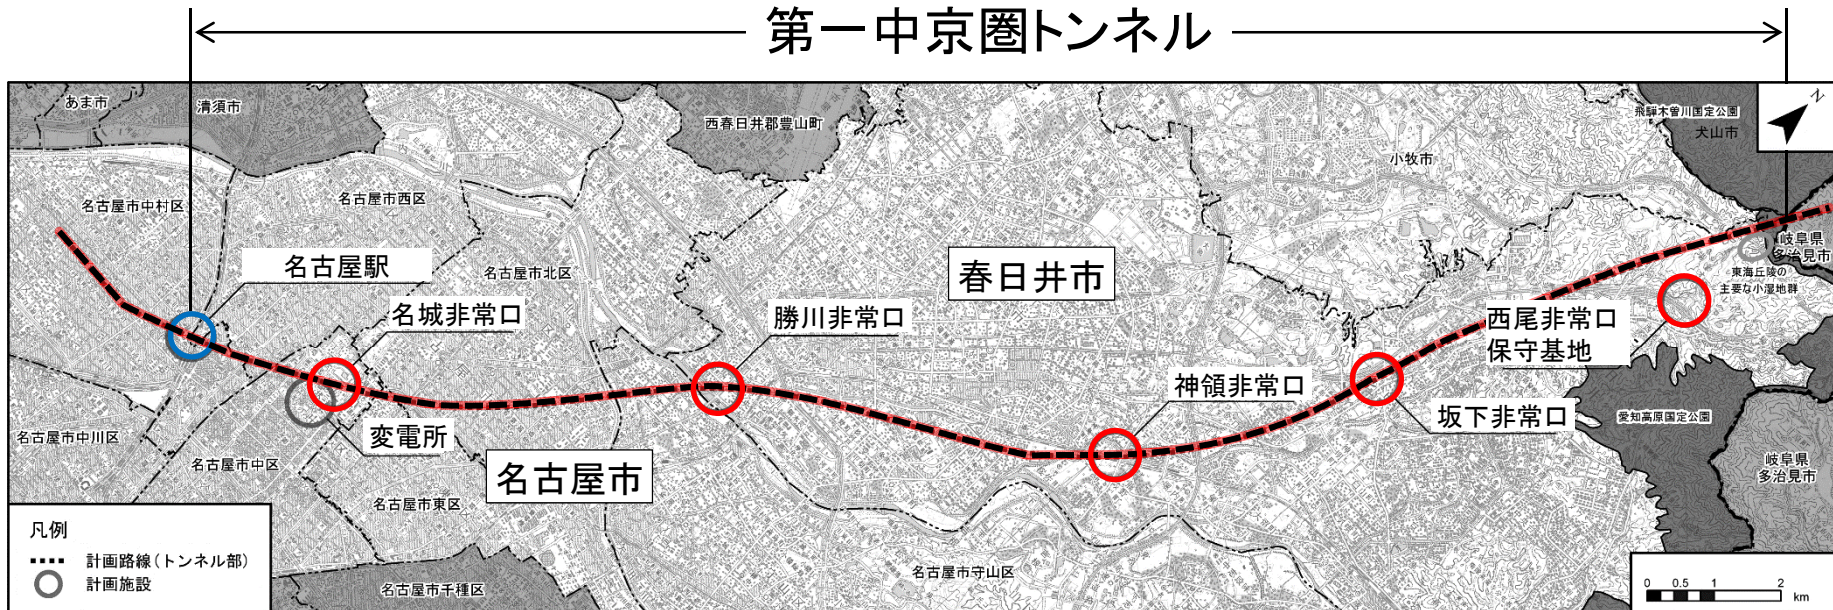 第一中京圏トンネル
あま市
清須市
西春日井郡豊山町
飛騨木曽川国定公園
犬山市
N
小牧市
名古屋市中村区
名古屋市西区
名古屋駅
名古屋市北区
春日井市
岐阜県
多治見市
東海丘陵の
主要な小湿地群
名城非常口
勝川非常口
西尾非常口
保守基地
神領非常口
坂下非常口
愛知高原国定公園
変電所
名古屋市中川区
名古屋市中区
名古屋市
岐阜県
多治見市
名古屋市東区
凡例
計画路線(トンネル部)
計画施設
名古屋市千種区
名古屋市守山区
0 0.5 1 2
km